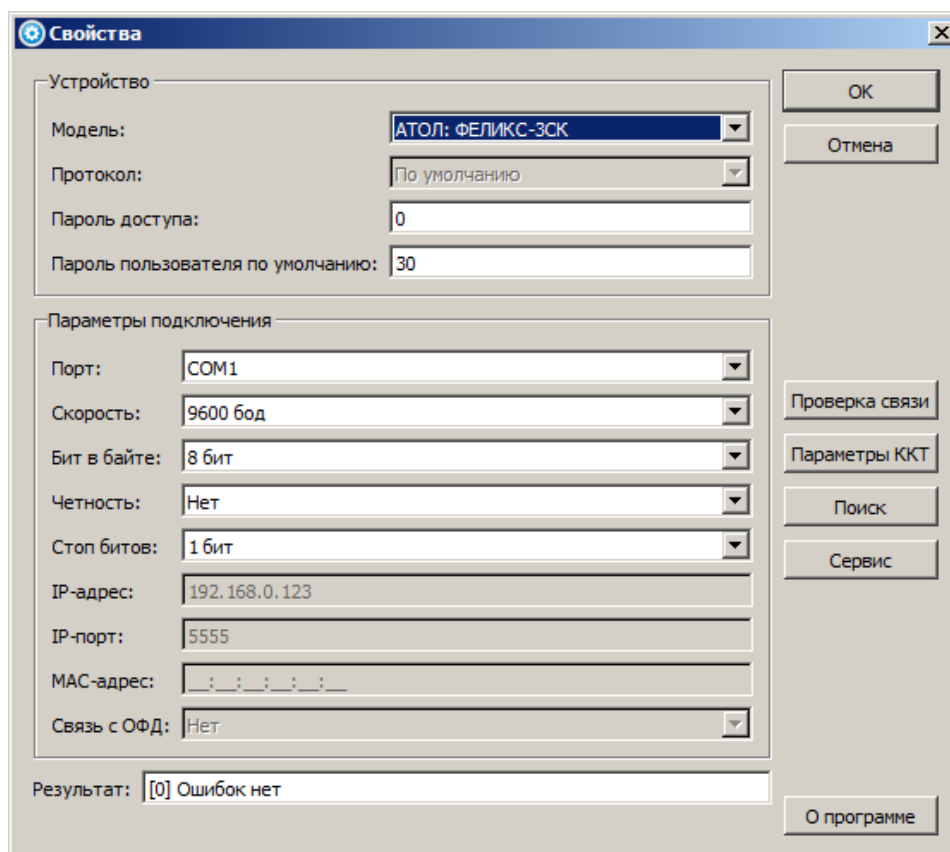 Свойства
Устройство
Модель: АТОЛ: ФЕЛИКС-3СК
Протокол: По умолчанию
Пароль доступа: 0
Пароль пользователя по умолчанию: 30
OK
Отмена
Параметры подключения
Порт: COM1
Скорость: 9600 бод
Бит в байте: 8 бит
Четность: Нет
Стоп битов: 1 бит
IP-адрес: 192.168.0.123
IP-порт: 5555
MAC-адрес: __:__:__:__:__:__
Связь с ОФД: Нет
Проверка связи
Параметры ККТ
Поиск
Сервис
Результат: [0] Ошибок нет
О программе